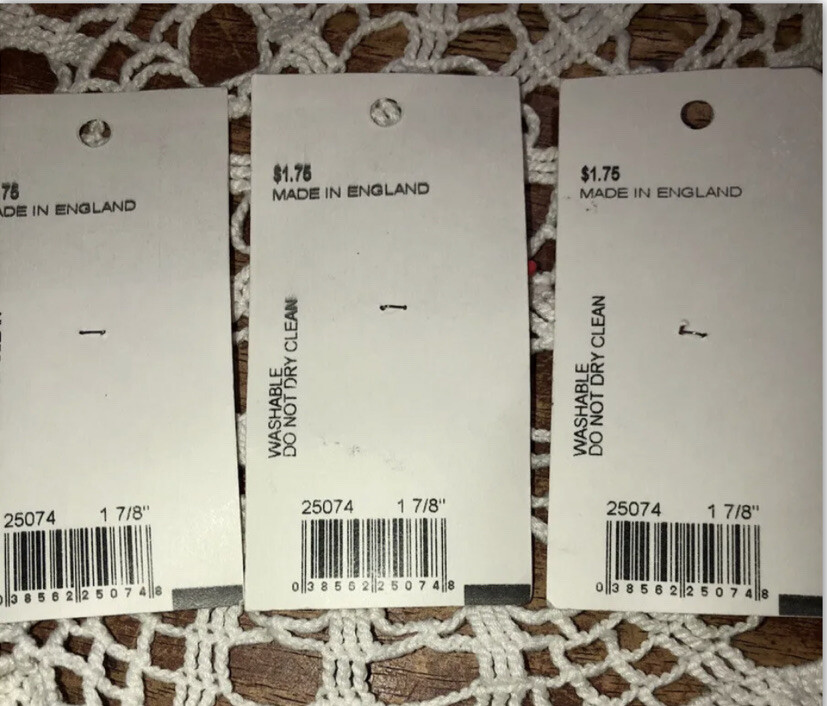 75
ADE IN ENGLAND
25074 1 7/8"
0 38562 25074 8
$1.75
MADE IN ENGLAND
WASHABLE
DO NOT DRY CLEAN
25074 1 7/8"
0 38562 25074 8
$1.75
MADE IN ENGLAND
WASHABLE
DO NOT DRY CLEAN
25074 1 7/8"
0 38562 25074 8